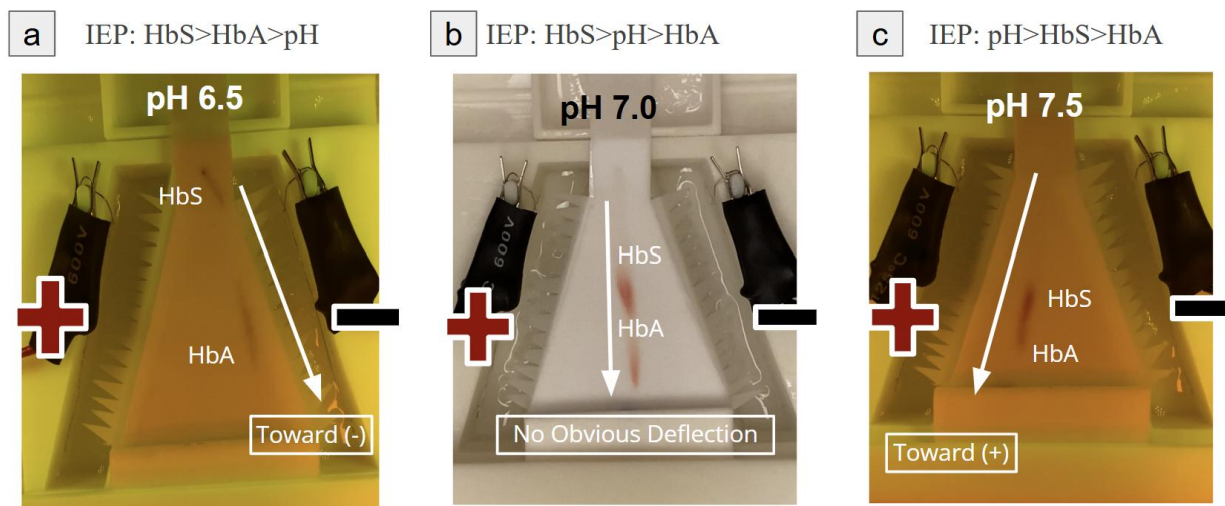 a
IEP: HbS>HbA>pH
pH 6.5
HbS
600V
HbA
Toward (-)
b
IEP: HbS>pH>HbA
pH 7.0
600V
HbS
HbA
No Obvious Deflection
c
IEP: pH>HbS>HbA
pH 7.5
HbS
HbA
Toward (+)